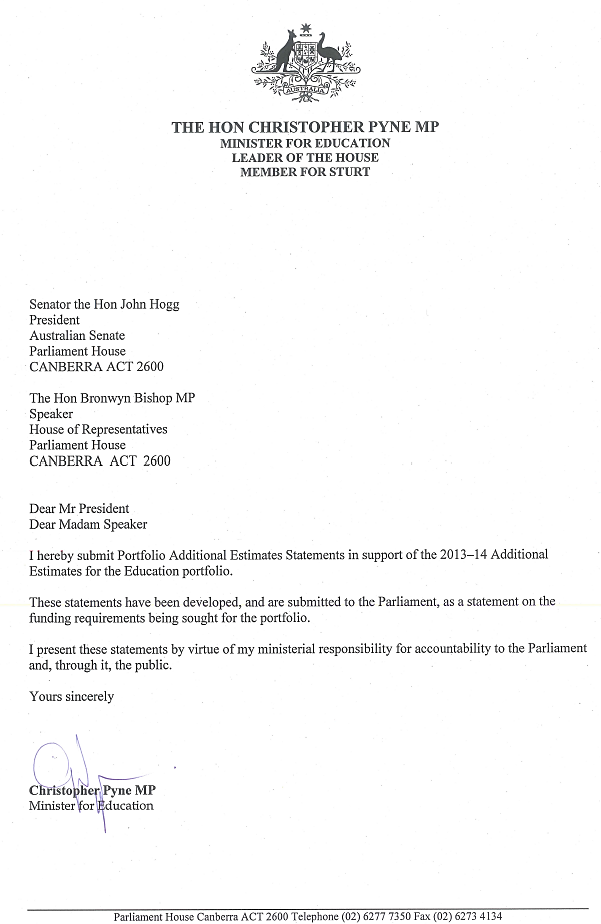 AUSTRALIA
THE HON CHRISTOPHER PYNE MP
MINISTER FOR EDUCATION
LEADER OF THE HOUSE
MEMBER FOR STURT
Senator the Hon John Hogg
President
Australian Senate
Parliament House
CANBERRA ACT 2600
The Hon Bronwyn Bishop MP
Speaker
House of Representatives
Parliament House
CANBERRA ACT 2600
Dear Mr President
Dear Madam Speaker
I hereby submit Portfolio Additional Estimates Statements in support of the 2013–14 Additional
Estimates for the Education portfolio.
These statements have been developed, and are submitted to the Parliament, as a statement on the
funding requirements being sought for the portfolio.
I present these statements by virtue of my ministerial responsibility for accountability to the Parliament
and, through it, the public.
Yours sincerely
Christopher Pyne MP
Minister for Education
Parliament House Canberra ACT 2600 Telephone (02) 6277 7350 Fax (02) 6273 4134